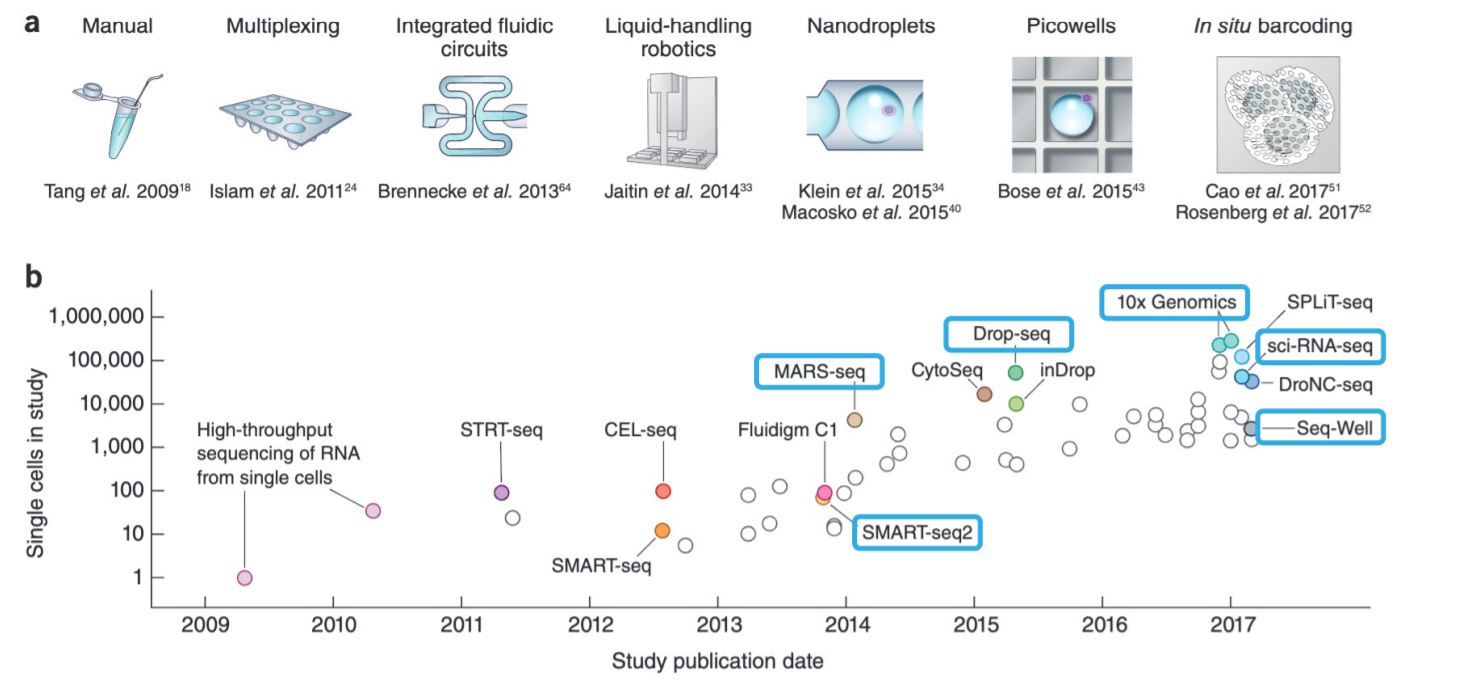 a
Manual
Multiplexing
Integrated fluidic
circuits
Liquid-handling
robotics
Nanodroplets
Picowells
In situ barcoding
Tang et al. 2009¹⁸
Islam et al. 2011²⁴
Brennecke et al. 2013⁶⁴
Jaitin et al. 2014³³
Klein et al. 2015³⁴
Macosko et al. 2015⁴⁰
Bose et al. 2015⁴³
Cao et al. 2017⁵¹
Rosenberg et al. 2017⁵²
b
Single cells in study
1,000,000
100,000
10,000
1,000
100
10
1
High-throughput
sequencing of RNA
from single cells
STRT-seq
CEL-seq
SMART-seq
Fluidigm C1
SMART-seq2
MARS-seq
CytoSeq
Drop-seq
inDrop
10x Genomics
SPLiT-seq
sci-RNA-seq
DroNC-seq
Seq-Well
2009
2010
2011
2012
2013
2014
2015
2016
2017
Study publication date